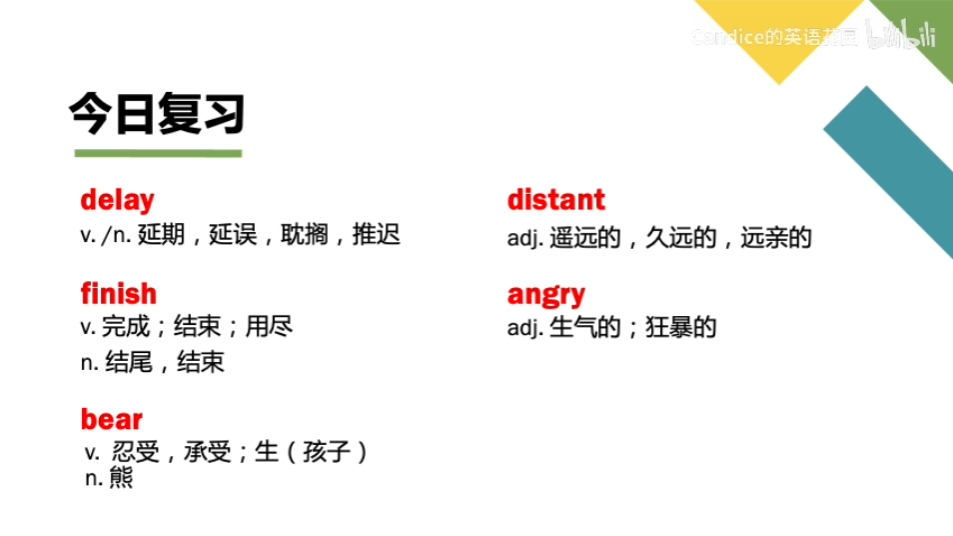 Candice的英语
bilibili
今日复习
delay
v. /n. 延期，延误，耽搁，推迟
finish
v. 完成；结束；用尽
n. 结尾，结束
bear
v. 忍受，承受；生（孩子）
n. 熊
distant
adj. 遥远的，久远的，远亲的
angry
adj. 生气的；狂暴的